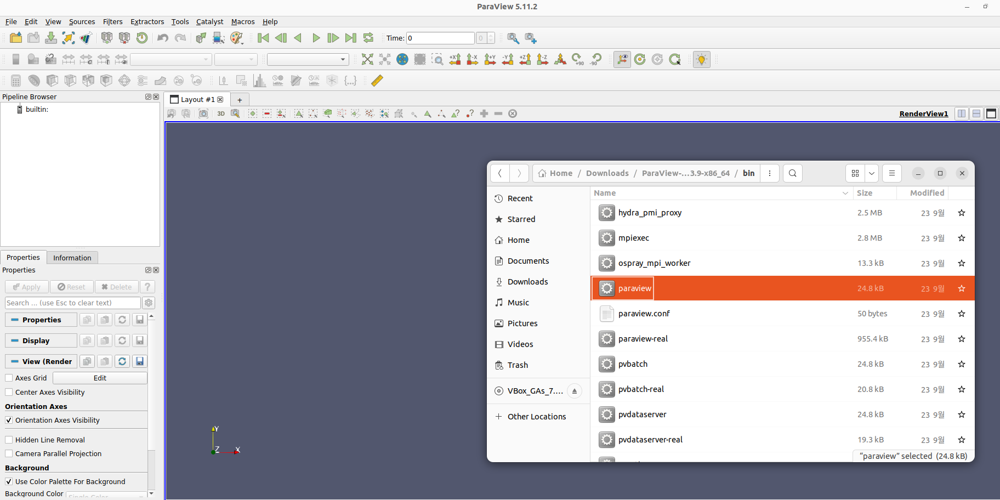 ParaView 5.11.2
File Edit View Sources Filters Extractors Tools Catalyst Macros Help
Time: 0 0
+X -X +Y -Y +Z -Z +90 -90
Pipeline Browser
builtin:
Layout #1 +
3D
RenderView1
Properties Information
Properties
Apply Reset Delete ?
Search ... (use Esc to clear text)
Properties
Display
View (Render
Axes Grid Edit
Center Axes Visibility
Orientation Axes
Orientation Axes Visibility
Hidden Line Removal
Camera Parallel Projection
Background
Use Color Palette For Background
Background Color Single Color
Y
Z X
Home / Downloads / ParaView-...3.9-x86_64 / bin
Recent
Starred
Home
Documents
Downloads
Music
Pictures
Videos
Trash
VBox_GAs_7....
+ Other Locations
Name Size Modified
hydra_pmi_proxy 2.5 MB 23 9월
mpiexec 2.8 MB 23 9월
ospray_mpi_worker 13.3 kB 23 9월
paraview 24.8 kB 23 9월
paraview.conf 50 bytes 23 9월
paraview-real 955.4 kB 23 9월
pvbatch 24.8 kB 23 9월
pvbatch-real 20.8 kB 23 9월
pvdataserver 24.8 kB 23 9월
pvdataserver-real 19.3 kB 23 9월
“paraview” selected (24.8 kB)